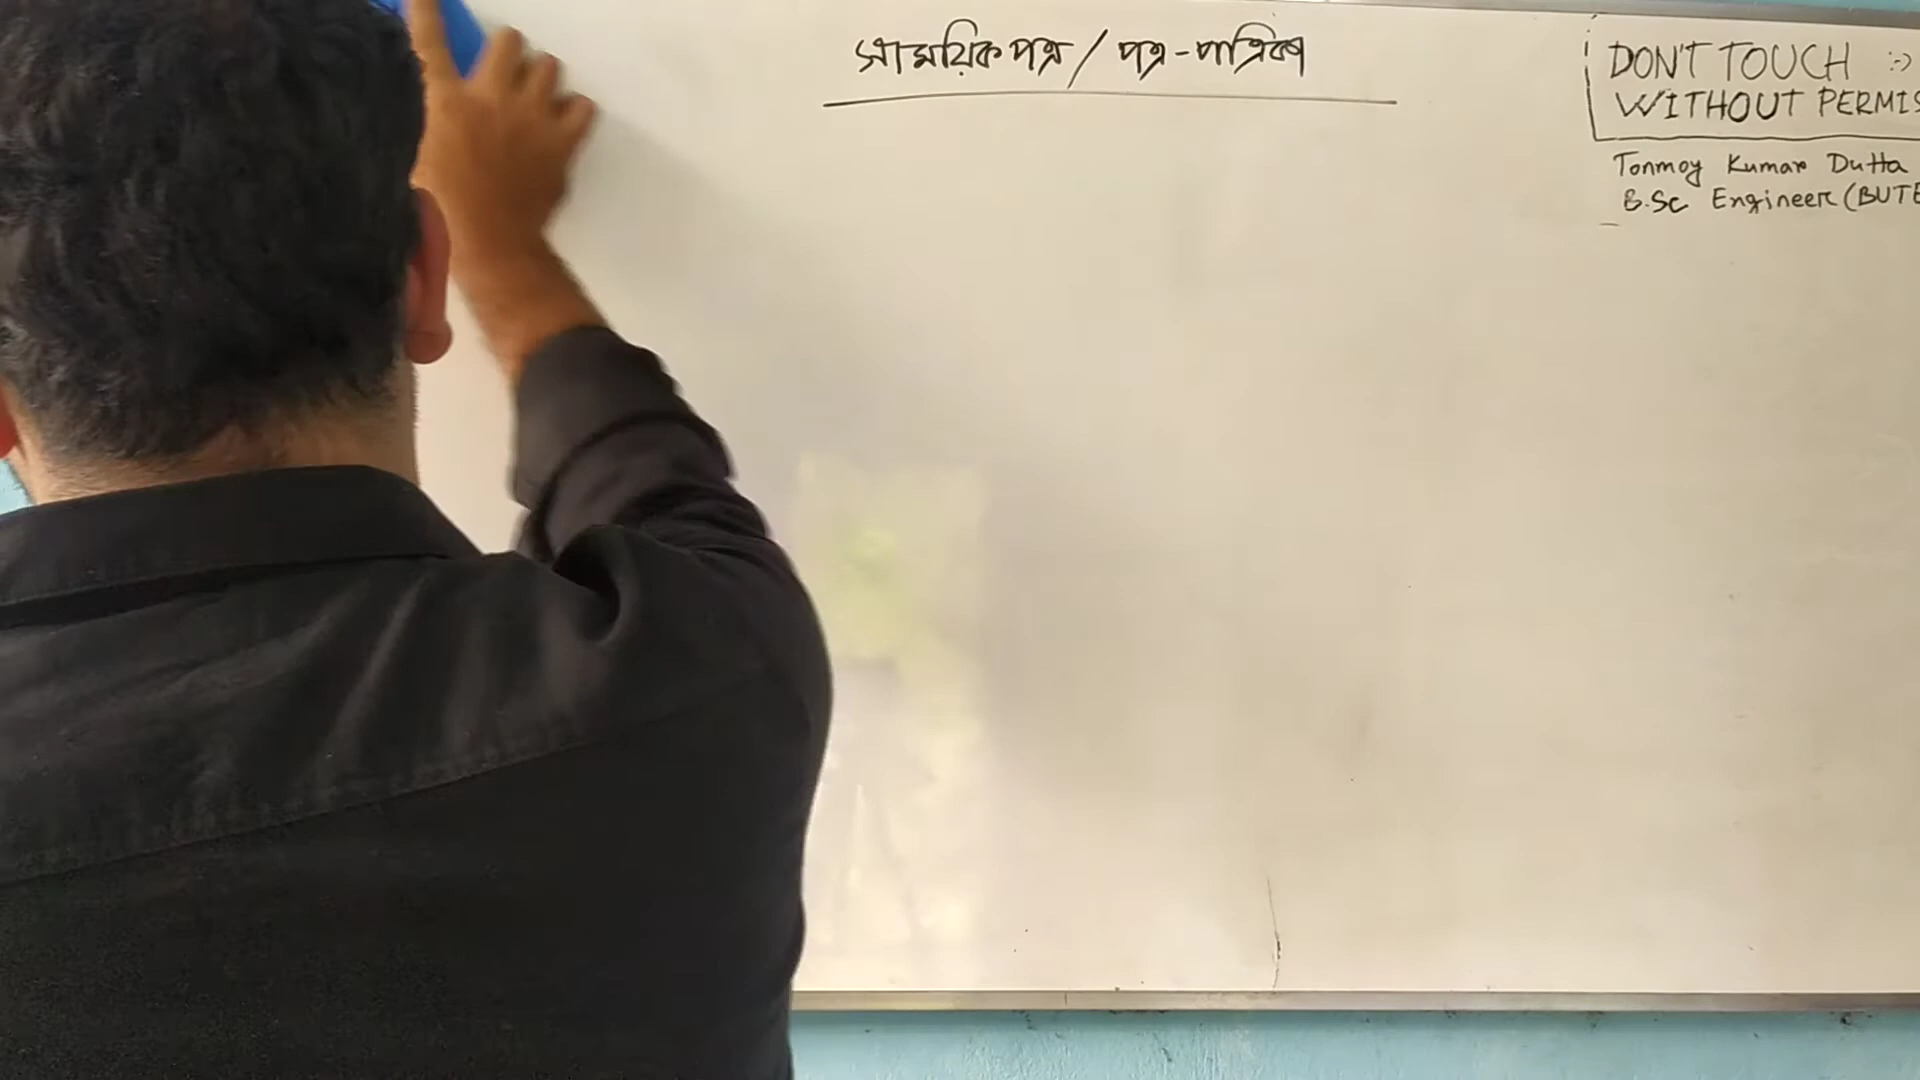 সাময়িকপত্র / পত্র-পত্রিকা
DON'T TOUCH :-)
WITHOUT PERMIS
Tonmoy Kumar Dutta
B.Sc Engineer (BUTE